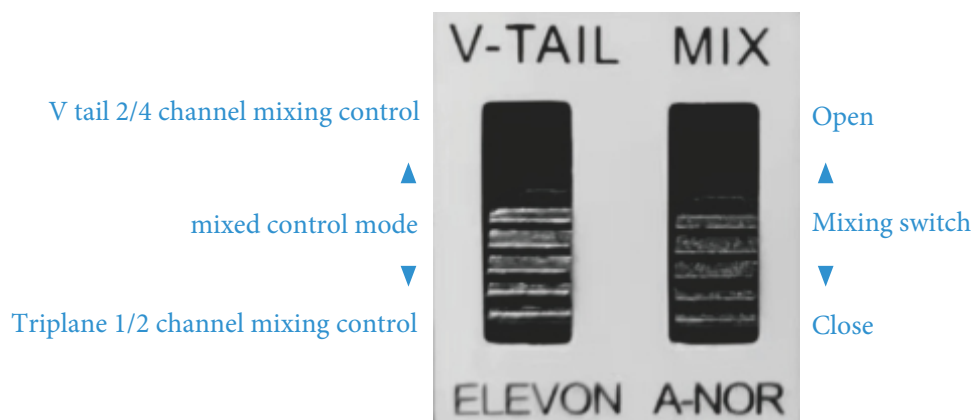 V-TAIL MIX
V tail 2/4 channel mixing control
Open
mixed control mode
Mixing switch
Triplane 1/2 channel mixing control
Close
ELEVON A-NOR